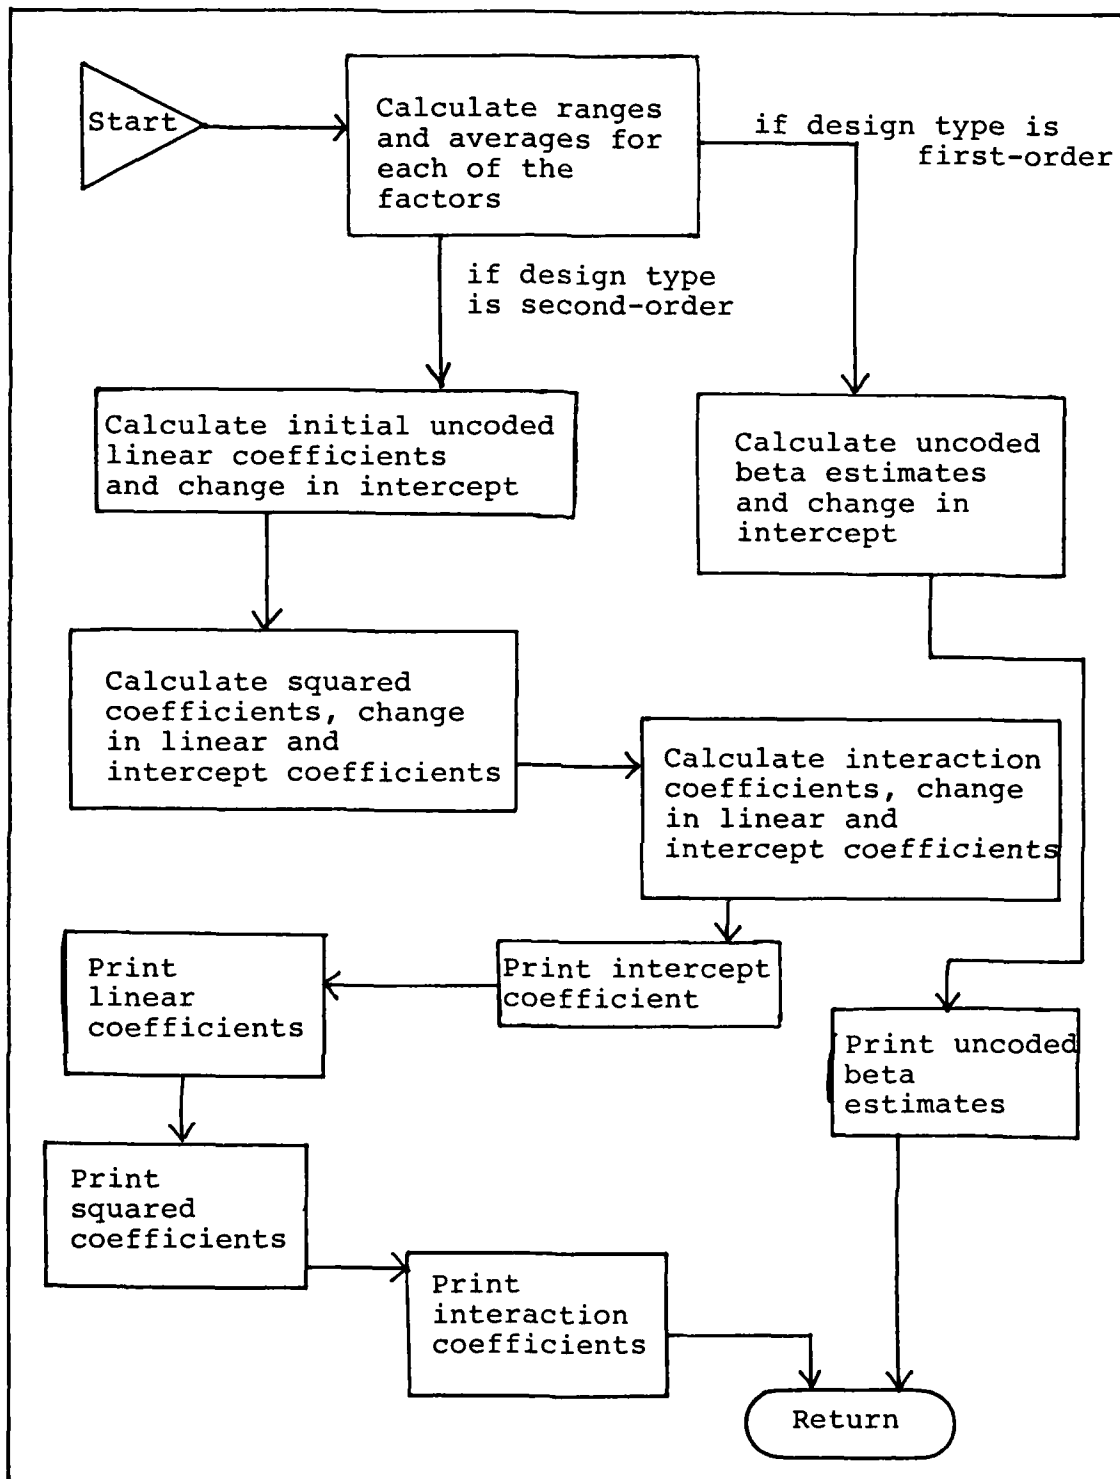 Start
Calculate ranges
and averages for
each of the
factors
if design type is
first-order
if design type
is second-order
Calculate initial uncoded
linear coefficients
and change in intercept
Calculate uncoded
beta estimates
and change in
intercept
Calculate squared
coefficients, change
in linear and
intercept coefficients
Calculate interaction
coefficients, change
in linear and
intercept coefficients
Print intercept
coefficient
Print
linear
coefficients
Print uncoded
beta
estimates
Print
squared
coefficients
Print
interaction
coefficients
Return